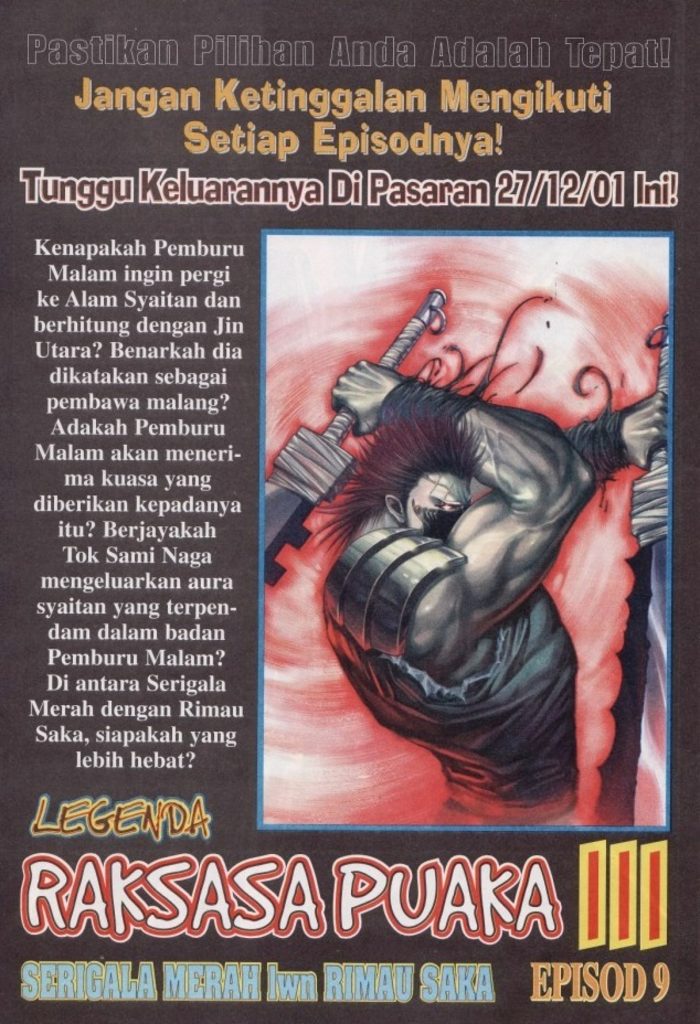 Pastikan Pilihan Anda Adalah Tepat!
Jangan Ketinggalan Mengikuti
Setiap Episodnya!
Tunggu Keluarannya Di Pasaran 27/12/01 Ini!
Kenapakah Pemburu
Malam ingin pergi
ke Alam Syaitan dan
berhitung dengan Jin
Utara? Benarkah dia
dikatakan sebagai
pembawa malang?
Adakah Pemburu
Malam akan meneri-
ma kuasa yang
diberikan kepadanya
itu? Berjayakah
Tok Sami Naga
mengeluarkan aura
syaitan yang terpen-
dam dalam badan
Pemburu Malam?
Di antara Serigala
Merah dengan Rimau
Saka, siapakah yang
lebih hebat?
LEGENDA
RAKSASA PUAKA III
SERIGALA MERAH lwn RIMAU SAKA EPISOD 9